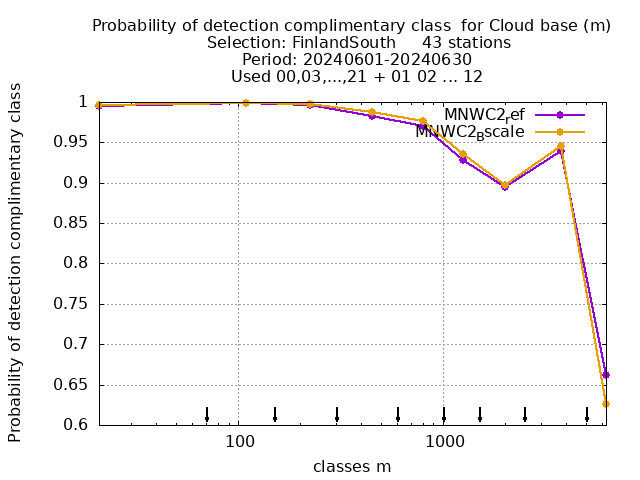 Probability of detection complimentary class  for Cloud base (m)
Selection: FinlandSouth     43 stations
Period: 20240601-20240630
Used 00,03,...,21 + 01 02 ... 12
Probability of detection complimentary class
1
0.95
0.9
0.85
0.8
0.75
0.7
0.65
0.6
MNWC2ref
MNWC2Bscale
100
1000
classes m